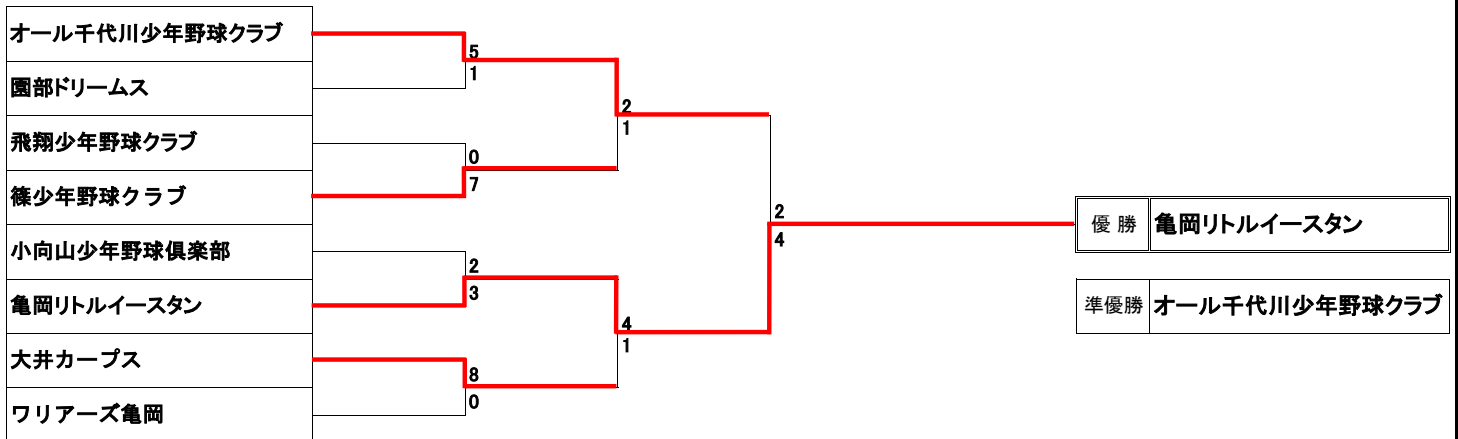 オール千代川少年野球クラブ
5
1
園部ドリームス
2
1
飛翔少年野球クラブ
0
7
篠少年野球クラブ
2
4
優 勝 亀岡リトルイースタン
小向山少年野球倶楽部
2
3
亀岡リトルイースタン
準優勝 オール千代川少年野球クラブ
4
1
大井カープス
8
0
ワリアーズ亀岡